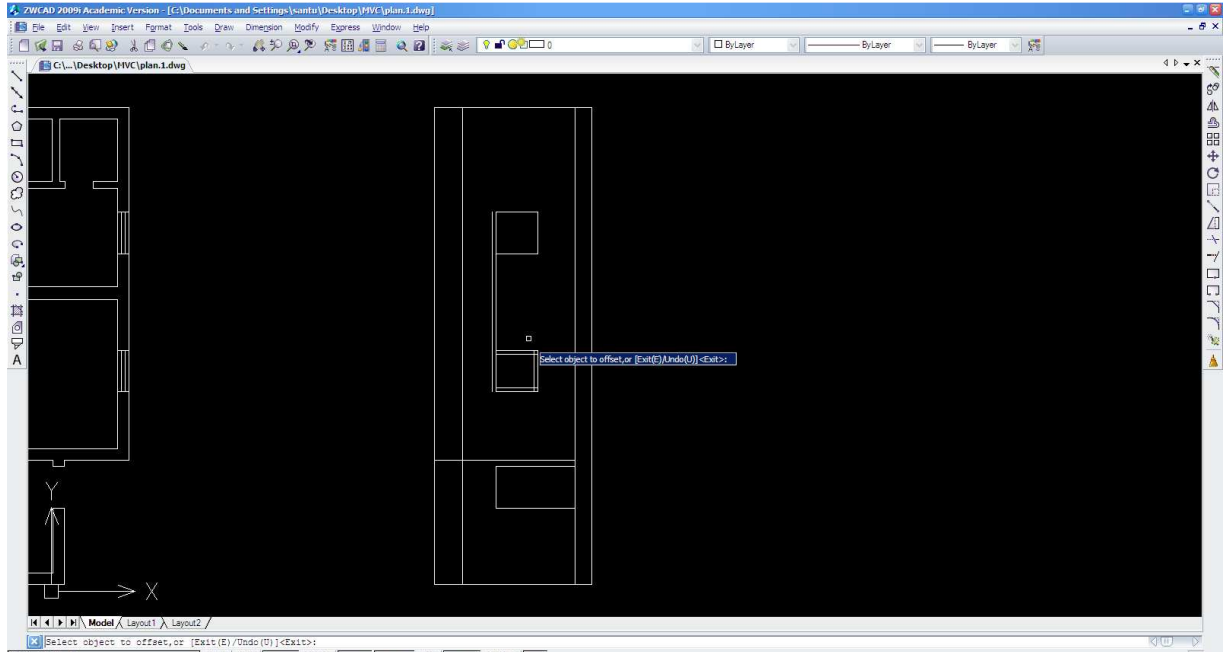 ZWCAD 2009i Academic Version - [C:\Documents and Settings\santu\Desktop\MVC\plan.1.dwg]
File Edit View Insert Format Tools Draw Dimension Modify Express Window Help
0 ByLayer ByLayer ByLayer
C:\...\Desktop\MVC\plan.1.dwg
A
Select object to offset,or [Exit(E)/Undo(U)]<Exit>:
Y
X
Model Layout1 Layout2
Select object to offset,or [Exit(E)/Undo(U)]<Exit>: